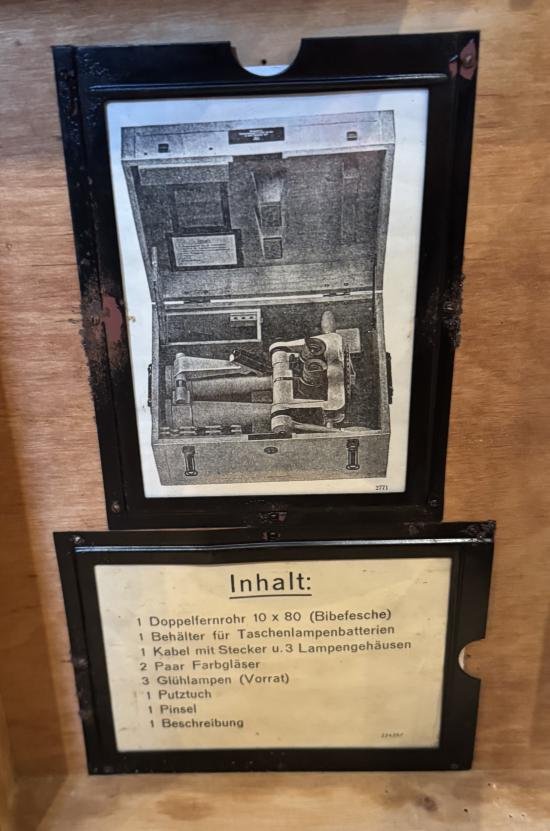 2771
Inhalt:
1 Doppelfernrohr 10 x 80 (Bibefesche)
1 Behälter für Taschenlampenbatterien
1 Kabel mit Stecker u. 3 Lampengehäusen
2 Paar Farbgläser
3 Glühlampen (Vorrat)
1 Putztuch
1 Pinsel
1 Beschreibung